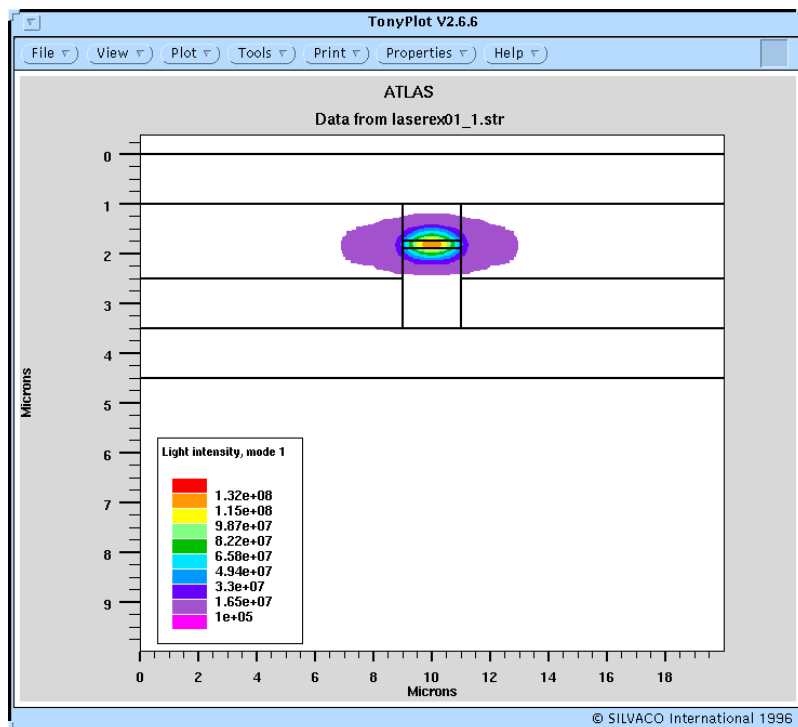 TonyPlot V2.6.6
File View Plot Tools Print Properties Help
ATLAS
Data from laserex01_1.str
0
1
2
3
4
5
6
7
8
9
Microns
Light intensity, mode 1
1.32e+08
1.15e+08
9.87e+07
8.22e+07
6.58e+07
4.94e+07
3.3e+07
1.65e+07
1e+05
0 2 4 6 8 10 12 14 16 18
Microns
© SILVACO International 1996